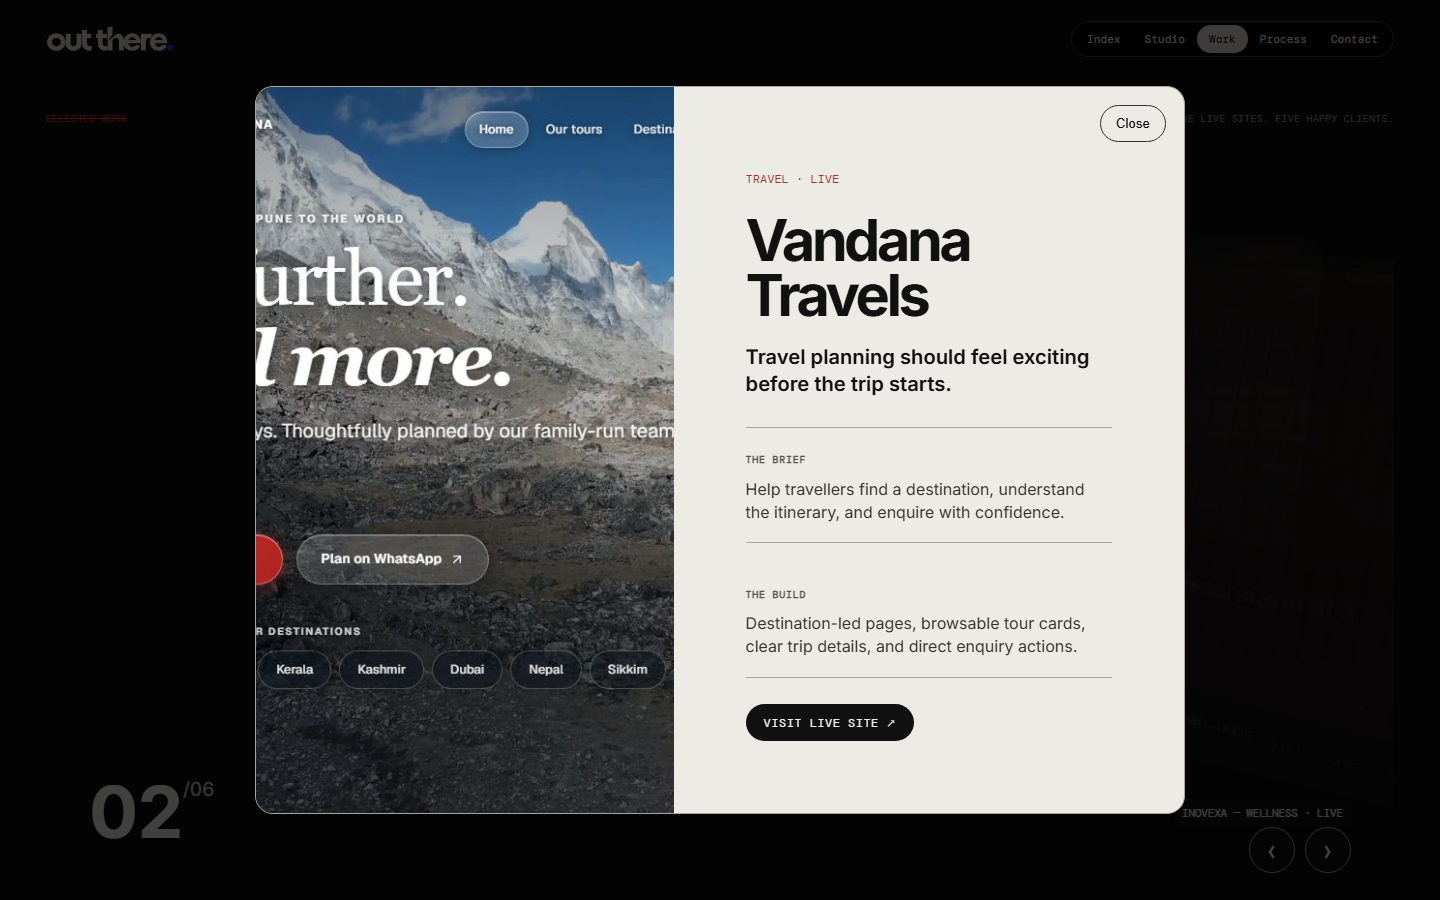 out there.
Index Studio Work Process Contact
SELECTED WORK
VE LIVE SITES. FIVE HAPPY CLIENTS.
NA
Home Our tours Destina
PUNE TO THE WORLD
urther.
l more.
ys. Thoughtfully planned by our family-run team
Plan on WhatsApp ↗
R DESTINATIONS
Kerala Kashmir Dubai Nepal Sikkim
Close
TRAVEL · LIVE
Vandana
Travels
Travel planning should feel exciting
before the trip starts.
THE BRIEF
Help travellers find a destination, understand
the itinerary, and enquire with confidence.
THE BUILD
Destination-led pages, browsable tour cards,
clear trip details, and direct enquiry actions.
VISIT LIVE SITE ↗
02/06
INOVEXA — WELLNESS · LIVE